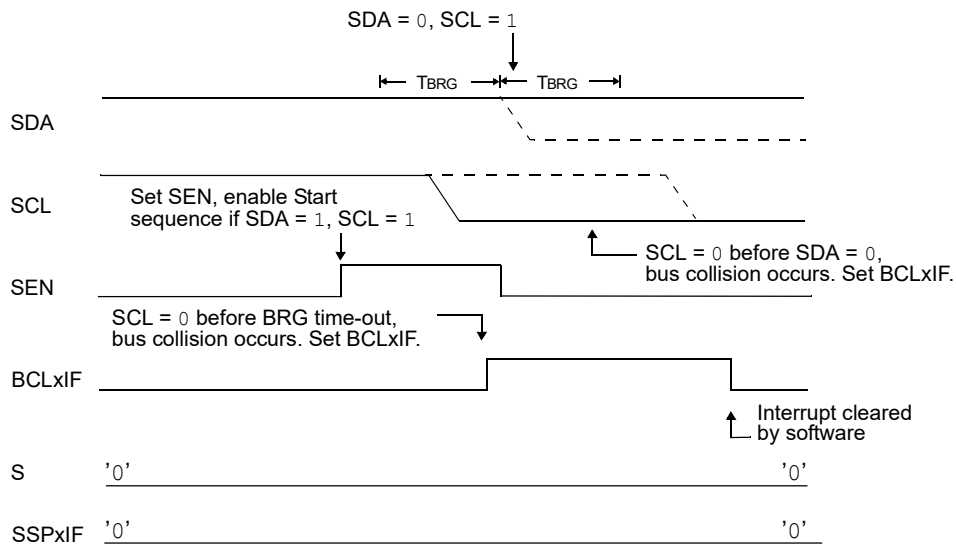 SDA = 0, SCL = 1
TBRG TBRG
SDA
SCL
Set SEN, enable Start
sequence if SDA = 1, SCL = 1
SCL = 0 before SDA = 0,
bus collision occurs. Set BCLxIF.
SEN
SCL = 0 before BRG time-out,
bus collision occurs. Set BCLxIF.
BCLxIF
Interrupt cleared
by software
S '0' '0'
SSPxIF '0' '0'